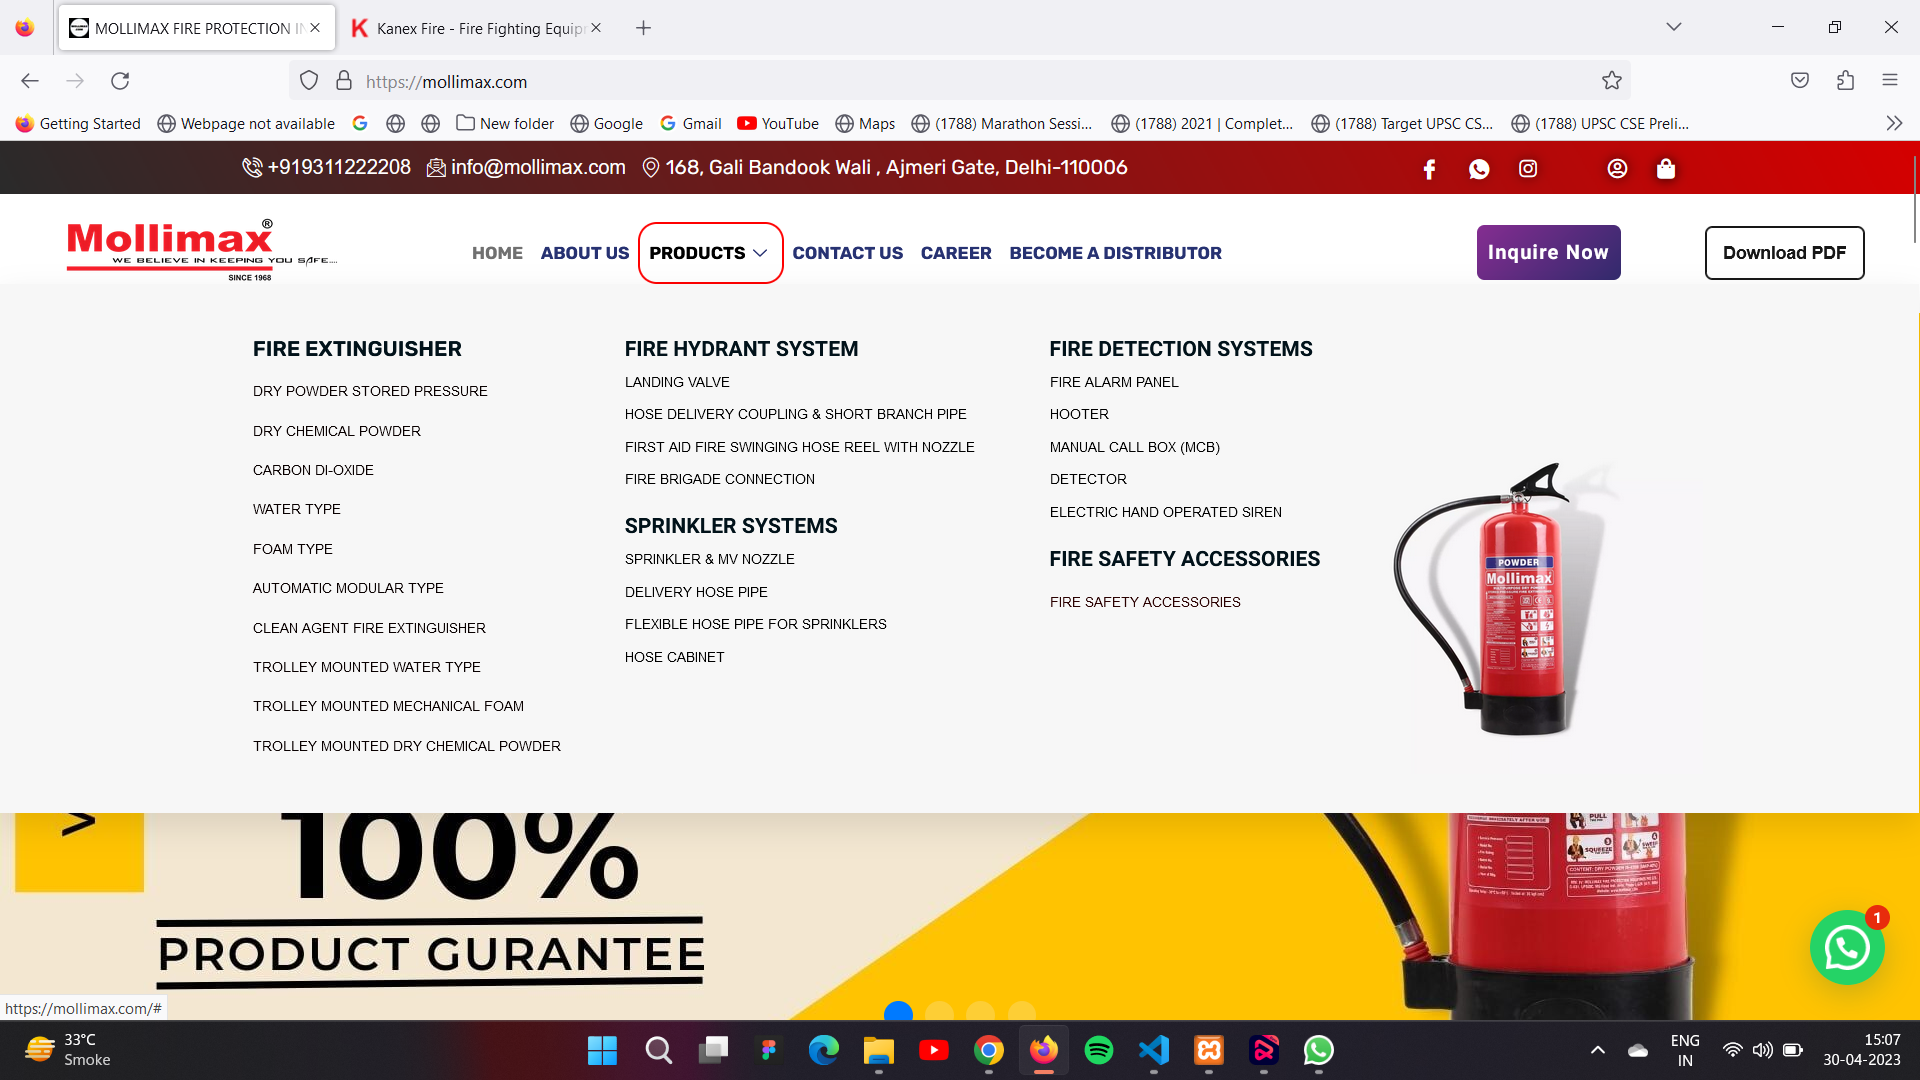 MOLLIMAX FIRE PROTECTION IN
Kanex Fire - Fire Fighting Equip
https://mollimax.com
Getting Started
Webpage not available
New folder
Google
Gmail
YouTube
Maps
(1788) Marathon Sessi...
(1788) 2021 | Complet...
(1788) Target UPSC CS...
(1788) UPSC CSE Preli...
+919311222208
info@mollimax.com
168, Gali Bandook Wali , Ajmeri Gate, Delhi-110006
Mollimax®
WE BELIEVE IN KEEPING YOU SAFE....
SINCE 1968
HOME
ABOUT US
PRODUCTS
CONTACT US
CAREER
BECOME A DISTRIBUTOR
Inquire Now
Download PDF
FIRE EXTINGUISHER
DRY POWDER STORED PRESSURE
DRY CHEMICAL POWDER
CARBON DI-OXIDE
WATER TYPE
FOAM TYPE
AUTOMATIC MODULAR TYPE
CLEAN AGENT FIRE EXTINGUISHER
TROLLEY MOUNTED WATER TYPE
TROLLEY MOUNTED MECHANICAL FOAM
TROLLEY MOUNTED DRY CHEMICAL POWDER
FIRE HYDRANT SYSTEM
LANDING VALVE
HOSE DELIVERY COUPLING & SHORT BRANCH PIPE
FIRST AID FIRE SWINGING HOSE REEL WITH NOZZLE
FIRE BRIGADE CONNECTION
SPRINKLER SYSTEMS
SPRINKLER & MV NOZZLE
DELIVERY HOSE PIPE
FLEXIBLE HOSE PIPE FOR SPRINKLERS
HOSE CABINET
FIRE DETECTION SYSTEMS
FIRE ALARM PANEL
HOOTER
MANUAL CALL BOX (MCB)
DETECTOR
ELECTRIC HAND OPERATED SIREN
FIRE SAFETY ACCESSORIES
FIRE SAFETY ACCESSORIES
POWDER
Mollimax
100%
PRODUCT GURANTEE
PULL
SQUEEZE
SWEEP
1
https://mollimax.com/#
33°C
Smoke
ENG
IN
15:07
30-04-2023